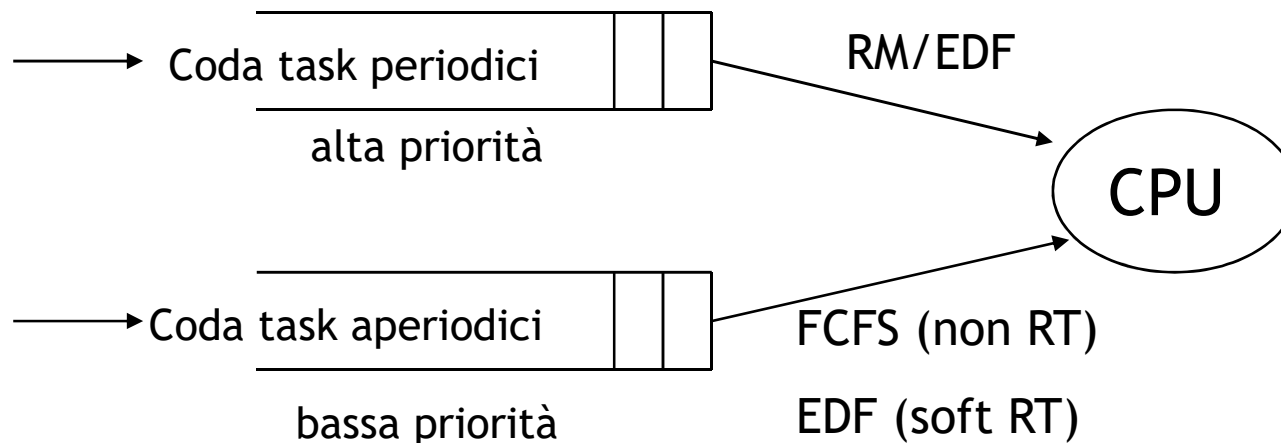 Coda task periodici
RM/EDF
alta priorità
CPU
Coda task aperiodici
FCFS (non RT)
bassa priorità
EDF (soft RT)